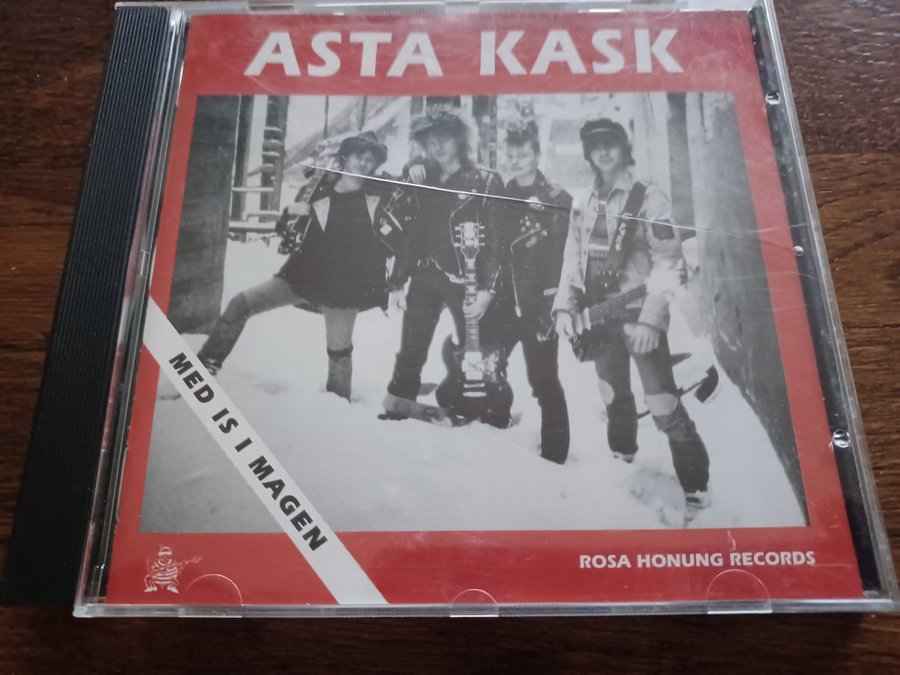 ASTA KASK
MED IS I MAGEN
ROSA HONUNG RECORDS